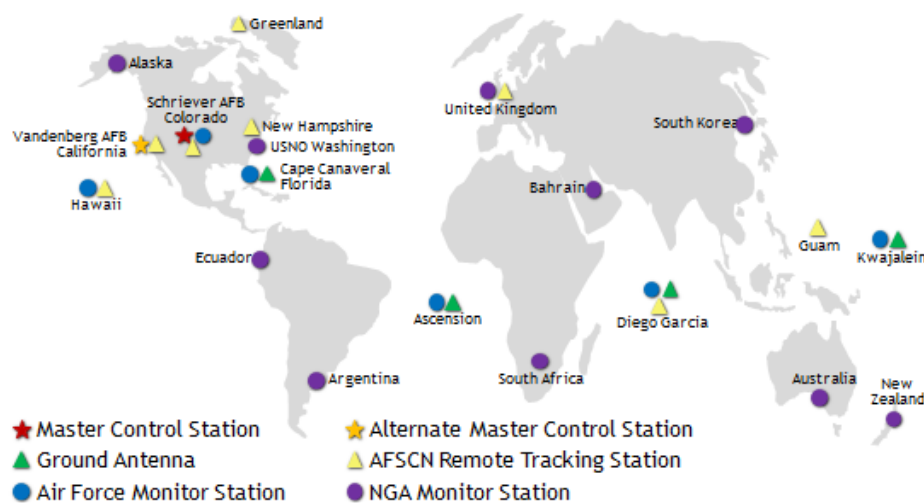 Greenland
Alaska
Schriever AFB
Colorado
United Kingdom
New Hampshire
South Korea
Vandenberg AFB
California
USNO Washington
Cape Canaveral
Florida
Bahrain
Hawaii
Guam
Kwajalein
Ecuador
Ascension
Diego Garcia
Argentina
South Africa
Australia
New
Zealand
Master Control Station
Alternate Master Control Station
Ground Antenna
AFSCN Remote Tracking Station
Air Force Monitor Station
NGA Monitor Station